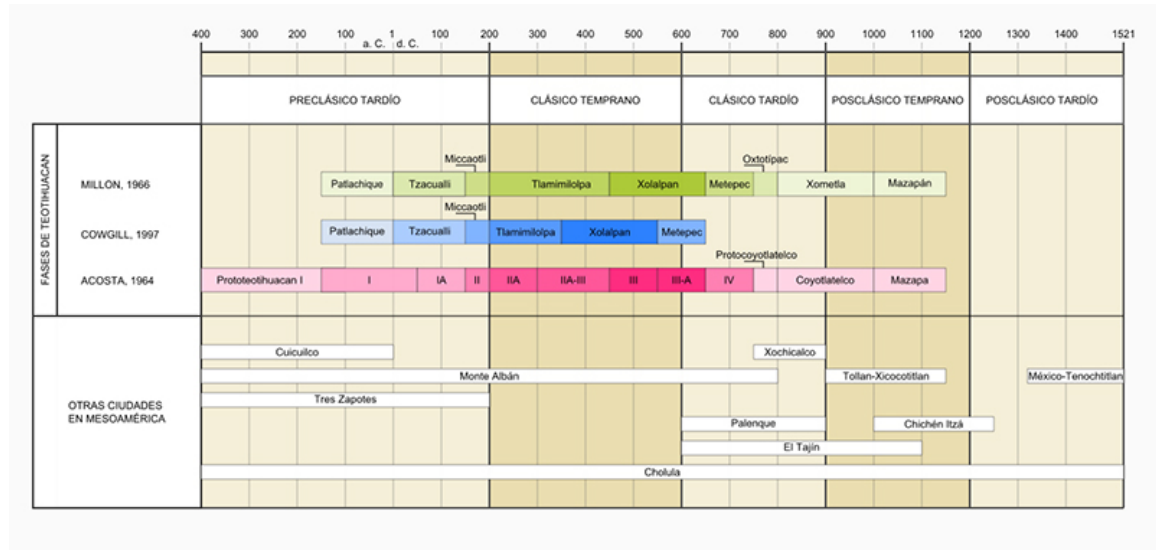 400 300 200 100 1 100 200 300 400 500 600 700 800 900 1000 1100 1200 1300 1400 1521
a. C. d. C.
PRECLÁSICO TARDÍO CLÁSICO TEMPRANO CLÁSICO TARDÍO POSCLÁSICO TEMPRANO POSCLÁSICO TARDÍO
FASES DE TEOTIHUACAN
Miccaotli Oxtotípac
MILLON, 1966 Patlachique Tzacualli Tlamimilolpa Xolalpan Metepec Xometla Mazapán
Miccaotli
COWGILL, 1997 Patlachique Tzacualli Tlamimilolpa Xolalpan Metepec
Protocoyotlatelco
ACOSTA, 1964 Prototeotihuacan I I IA II IIA IIA-III III III-A IV Coyotlatelco Mazapa
OTRAS CIUDADES
EN MESOAMÉRICA
Cuicuilco Xochicalco
Monte Albán Tollan-Xicocotitlan México-Tenochtitlan
Tres Zapotes
Palenque Chichén Itzá
El Tajín
Cholula